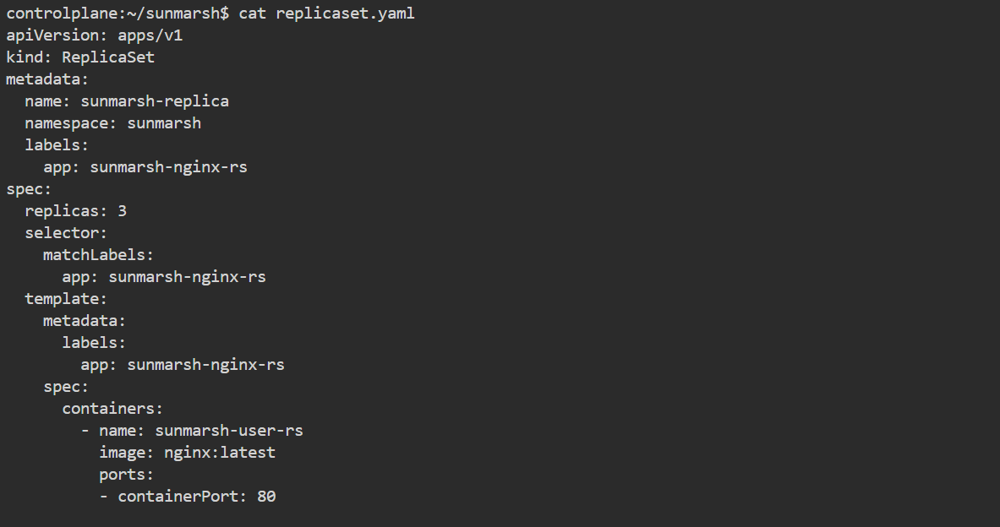 controlplane:~/sunmarsh$ cat replicaset.yaml
apiVersion: apps/v1
kind: ReplicaSet
metadata:
  name: sunmarsh-replica
  namespace: sunmarsh
  labels:
    app: sunmarsh-nginx-rs
spec:
  replicas: 3
  selector:
    matchLabels:
      app: sunmarsh-nginx-rs
  template:
    metadata:
      labels:
        app: sunmarsh-nginx-rs
    spec:
      containers:
        - name: sunmarsh-user-rs
          image: nginx:latest
          ports:
          - containerPort: 80